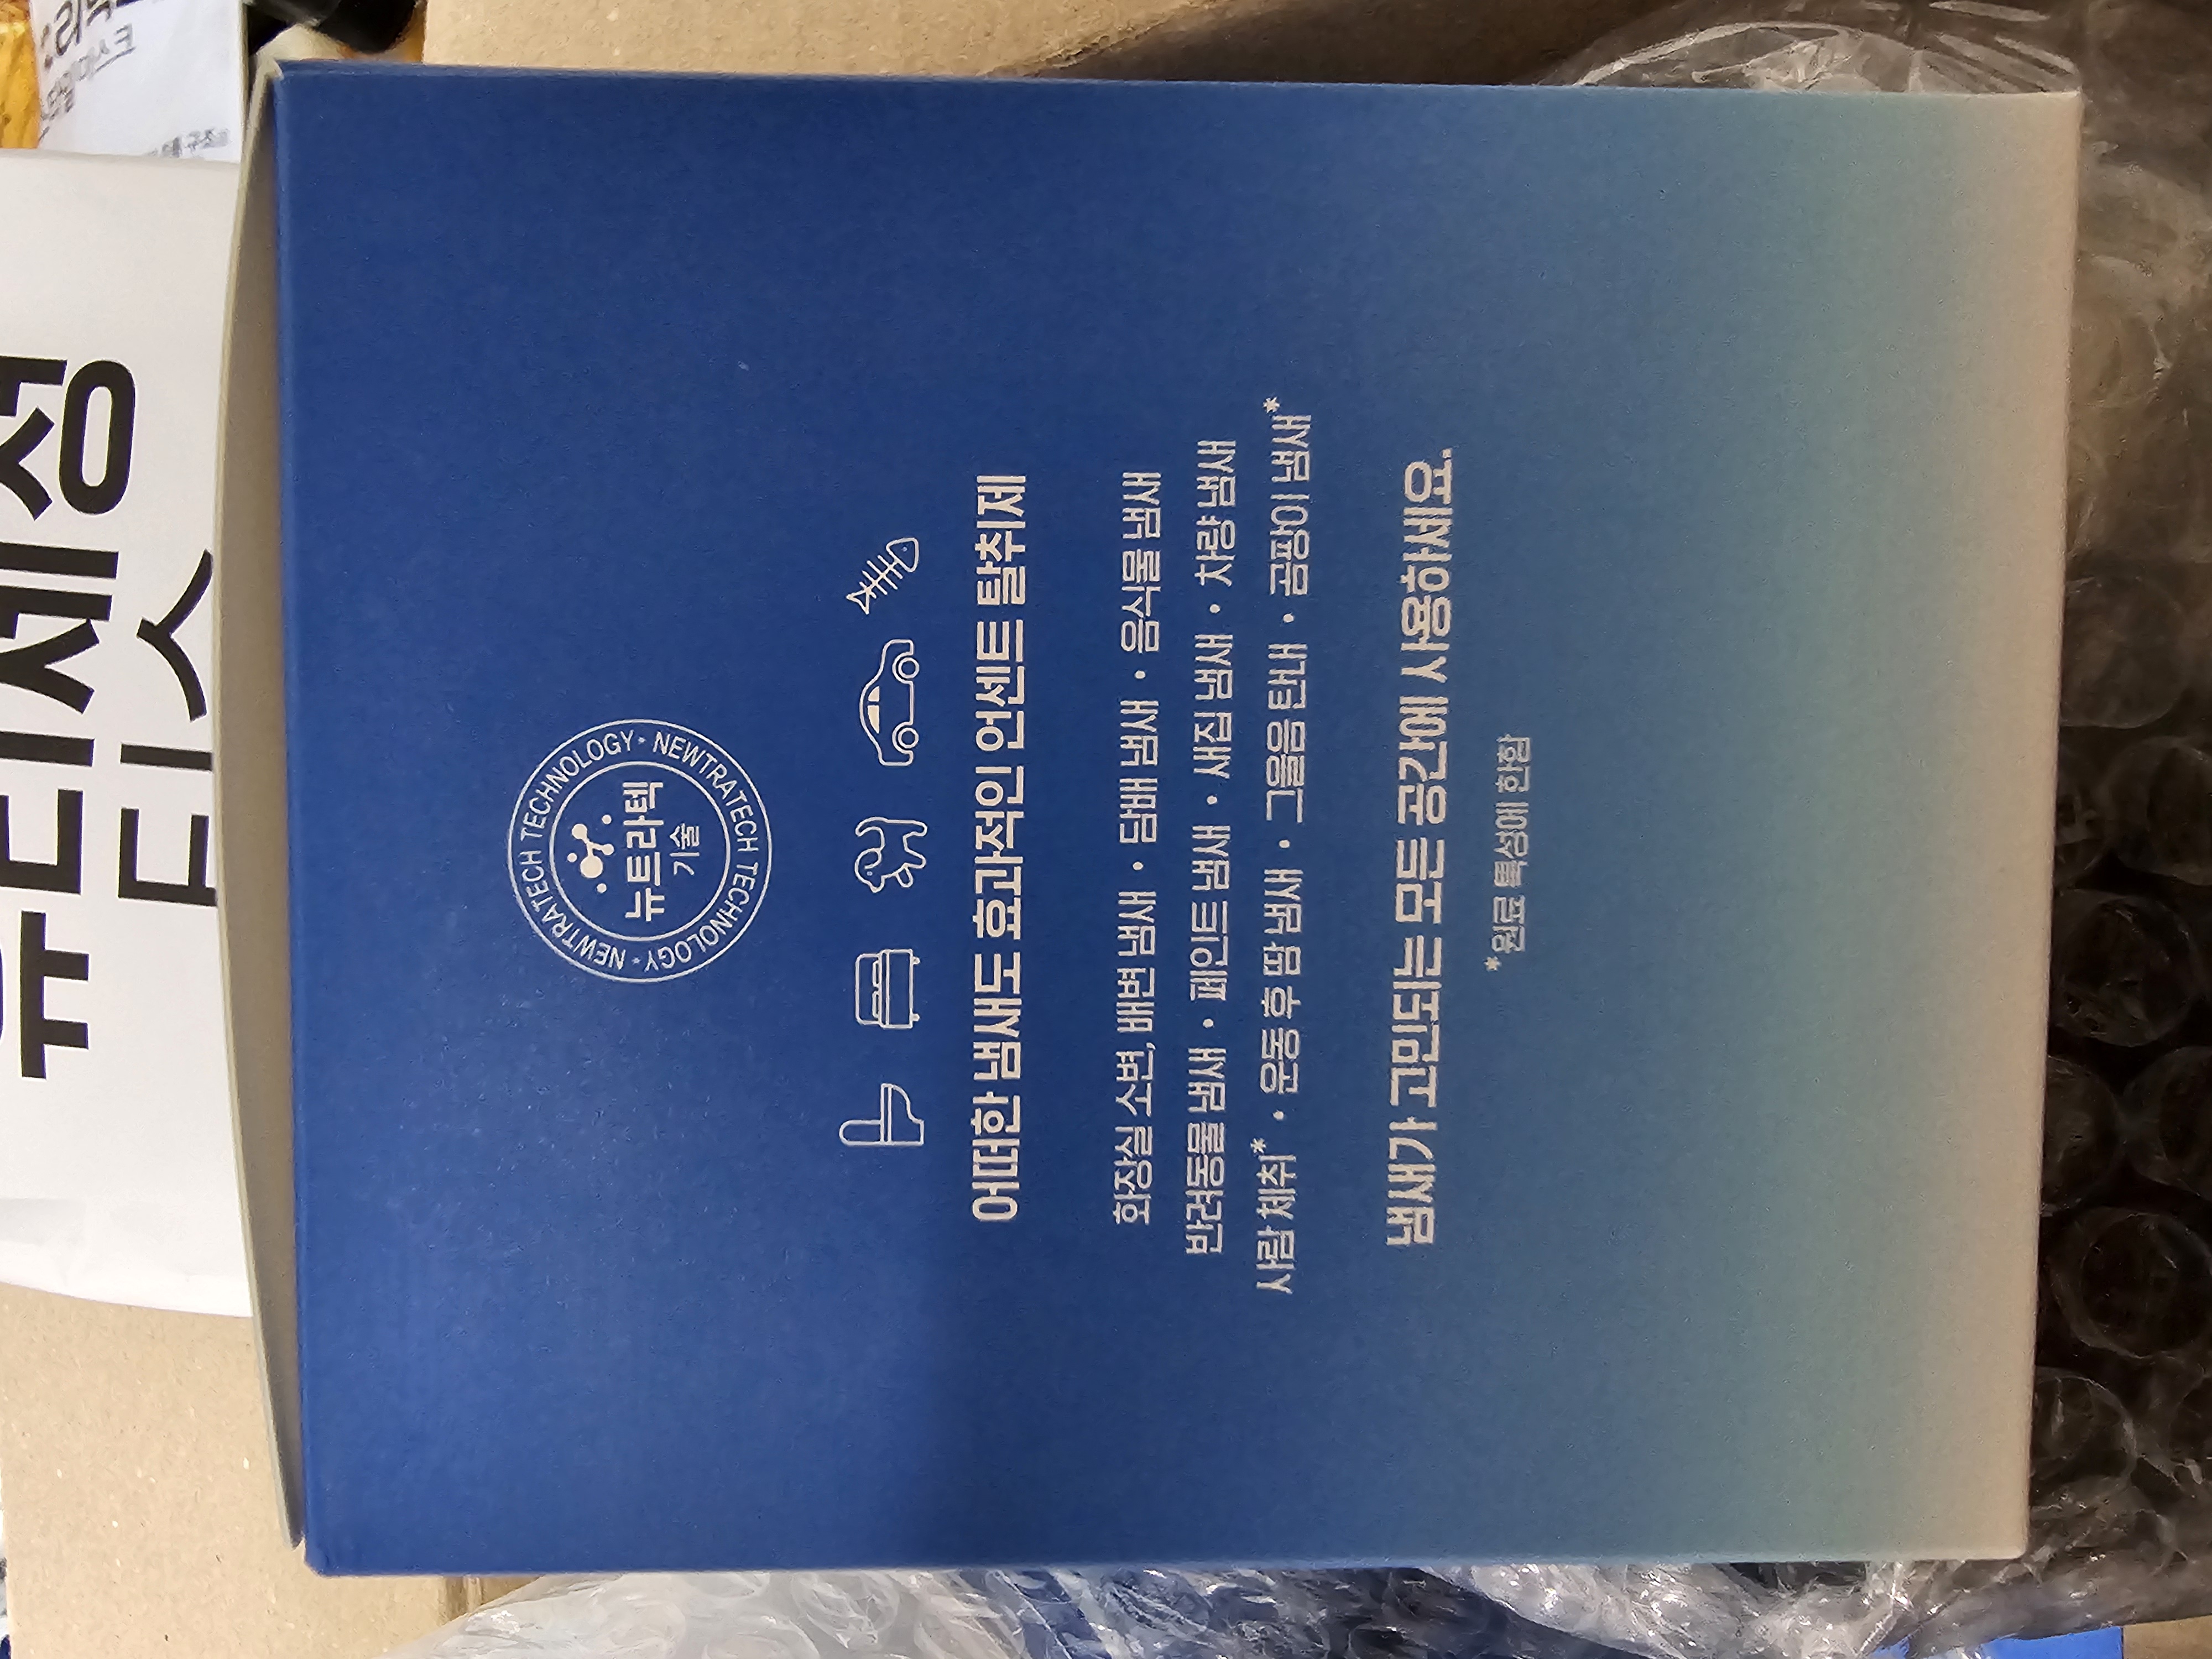 NEWTRATECH TECHNOLOGY · NEWTRATECH TECHNOLOGY ·
뉴트라텍
기술
어떠한 냄새도 효과적인 언센트 탈취제
화장실 소변, 배변 냄새 • 담배 냄새 • 음식물 냄새
반려동물 냄새 • 페인트 냄새 • 새집 냄새 • 차량 냄새
사람 체취* • 운동 후 땀 냄새 • 그을음 탄내 • 곰팡이 냄새*
냄새가 고민되는 모든 공간에 사용하세요.
*원료 특성에 한함